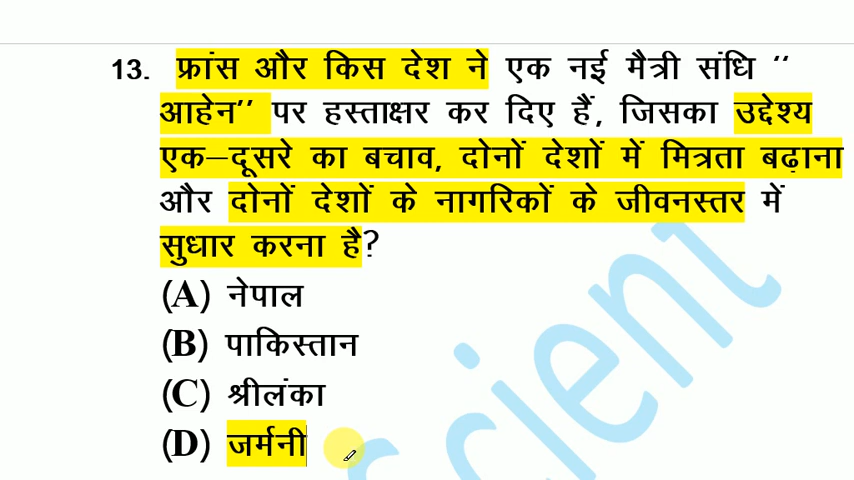 13. फ्रांस और किस देश ने एक नई मैत्री संधि ''
आहेन'' पर हस्ताक्षर कर दिए हैं, जिसका उद्देश्य
एक–दूसरे का बचाव, दोनों देशों में मित्रता बढ़ाना
और दोनों देशों के नागरिकों के जीवनस्तर में
सुधार करना है?
(A) नेपाल
(B) पाकिस्तान
(C) श्रीलंका
(D) जर्मनी
cient